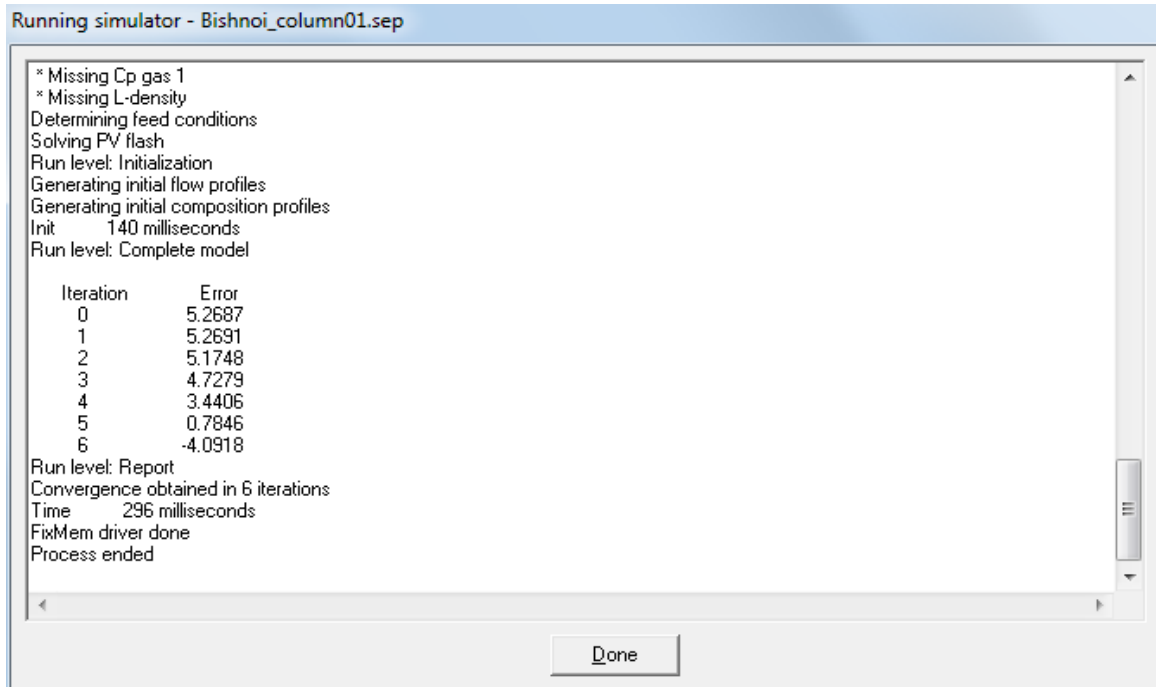 Running simulator - Bishnoi_column01.sep
* Missing Cp gas 1
* Missing L-density
Determining feed conditions
Solving PV flash
Run level: Initialization
Generating initial flow profiles
Generating initial composition profiles
Init 140 milliseconds
Run level: Complete model
Iteration Error
0 5.2687
1 5.2691
2 5.1748
3 4.7279
4 3.4406
5 0.7846
6 -4.0918
Run level: Report
Convergence obtained in 6 iterations
Time 296 milliseconds
FixMem driver done
Process ended
Done